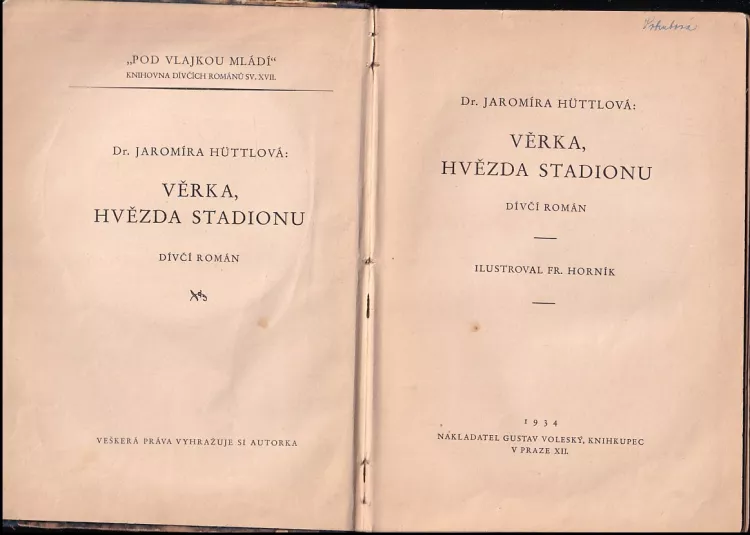 „POD VLAJKOU MLÁDÍ“
KNIHOVNA DÍVČÍCH ROMÁNŮ SV. XVII.
Dr. JAROMÍRA HÜTTLOVÁ:
VĚRKA,
HVĚZDA STADIONU
DÍVČÍ ROMÁN
VEŠKERÁ PRÁVA VYHRAŽUJE SI AUTORKA
Dr. JAROMÍRA HÜTTLOVÁ:
VĚRKA,
HVĚZDA STADIONU
DÍVČÍ ROMÁN
ILUSTROVAL FR. HORNÍK
1934
NAKLADATEL GUSTAV VOLESKÝ, KNIHKUPEC
V PRAZE XII.